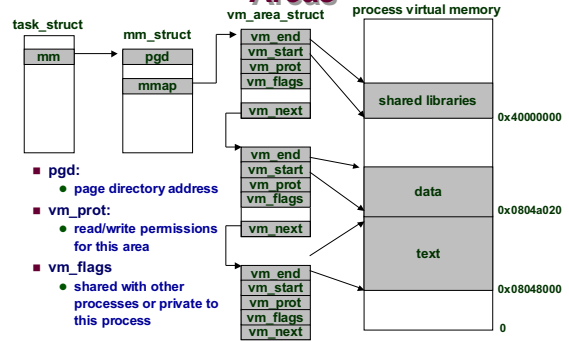 Areas
process virtual memory
task_struct
mm_struct
vm_area_struct
mm
pgd
mmap
vm_end
vm_start
vm_prot
vm_flags
vm_next
vm_end
vm_start
vm_prot
vm_flags
vm_next
vm_end
vm_start
vm_prot
vm_flags
vm_next
shared libraries
0x40000000
data
0x0804a020
text
0x08048000
0
■ pgd:
● page directory address
■ vm_prot:
● read/write permissions
for this area
■ vm_flags
● shared with other
processes or private to
this process